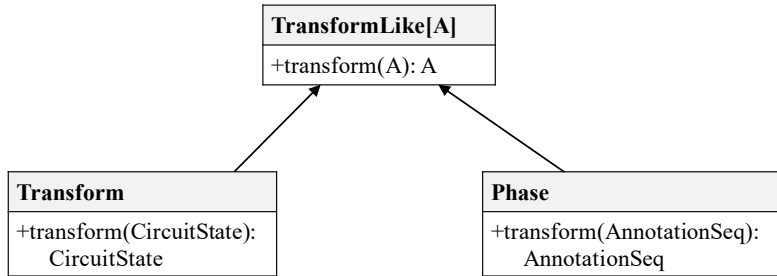 TransformLike[A]
+transform(A): A
Transform
+transform(CircuitState):
CircuitState
Phase
+transform(AnnotationSeq):
AnnotationSeq